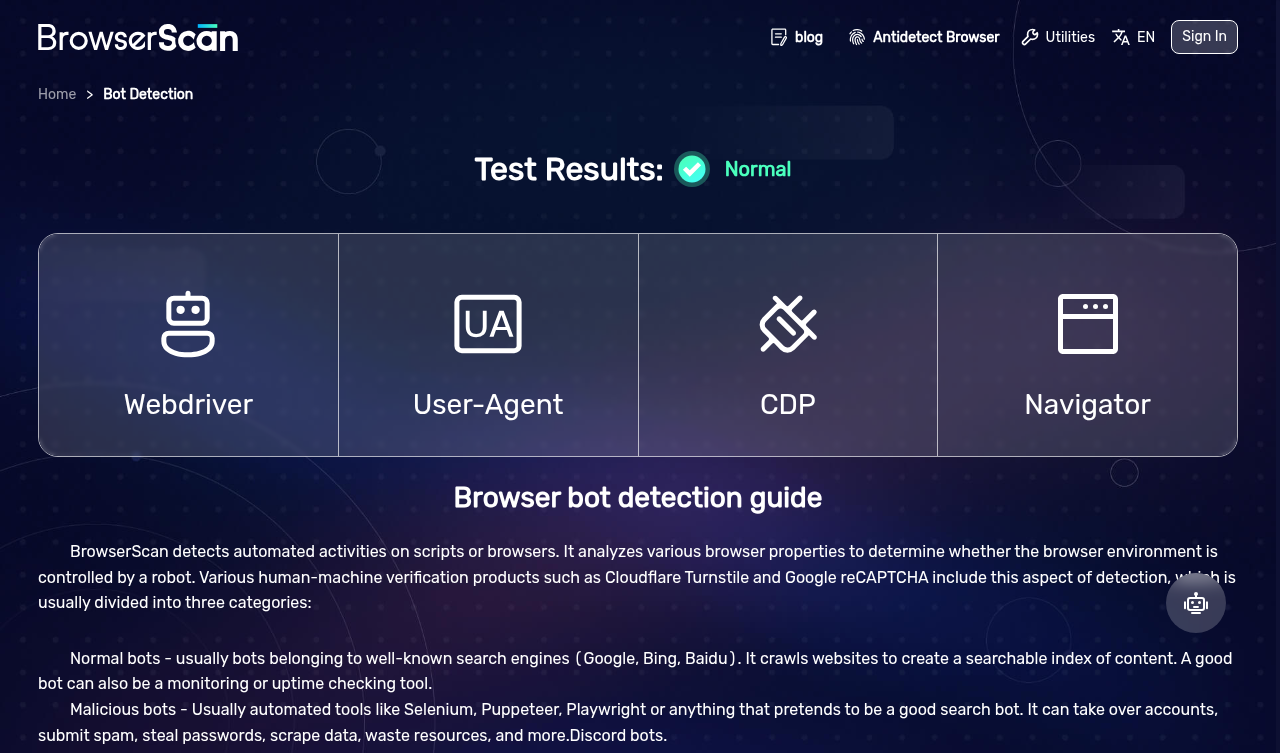 BrowserScan
blog
Antidetect Browser
Utilities
EN
Sign In
Home > Bot Detection
Test Results: Normal
UA
Webdriver
User-Agent
CDP
Navigator
Browser bot detection guide
BrowserScan detects automated activities on scripts or browsers. It analyzes various browser properties to determine whether the browser environment is
controlled by a robot. Various human-machine verification products such as Cloudflare Turnstile and Google reCAPTCHA include this aspect of detection, which is
usually divided into three categories:
Normal bots - usually bots belonging to well-known search engines (Google, Bing, Baidu). It crawls websites to create a searchable index of content. A good
bot can also be a monitoring or uptime checking tool.
Malicious bots - Usually automated tools like Selenium, Puppeteer, Playwright or anything that pretends to be a good search bot. It can take over accounts,
submit spam, steal passwords, scrape data, waste resources, and more.Discord bots.